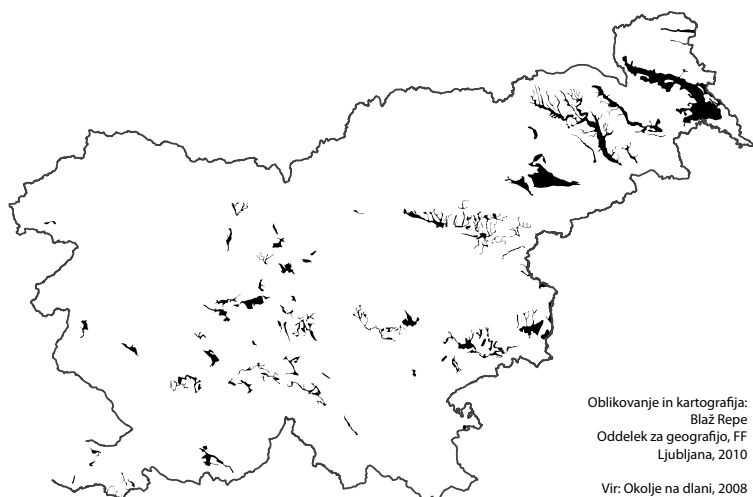 Oblikovanje in kartografija:
Blaž Repe
Oddelek za geografijo, FF
Ljubljana, 2010
Vir: Okolje na dlani, 2008